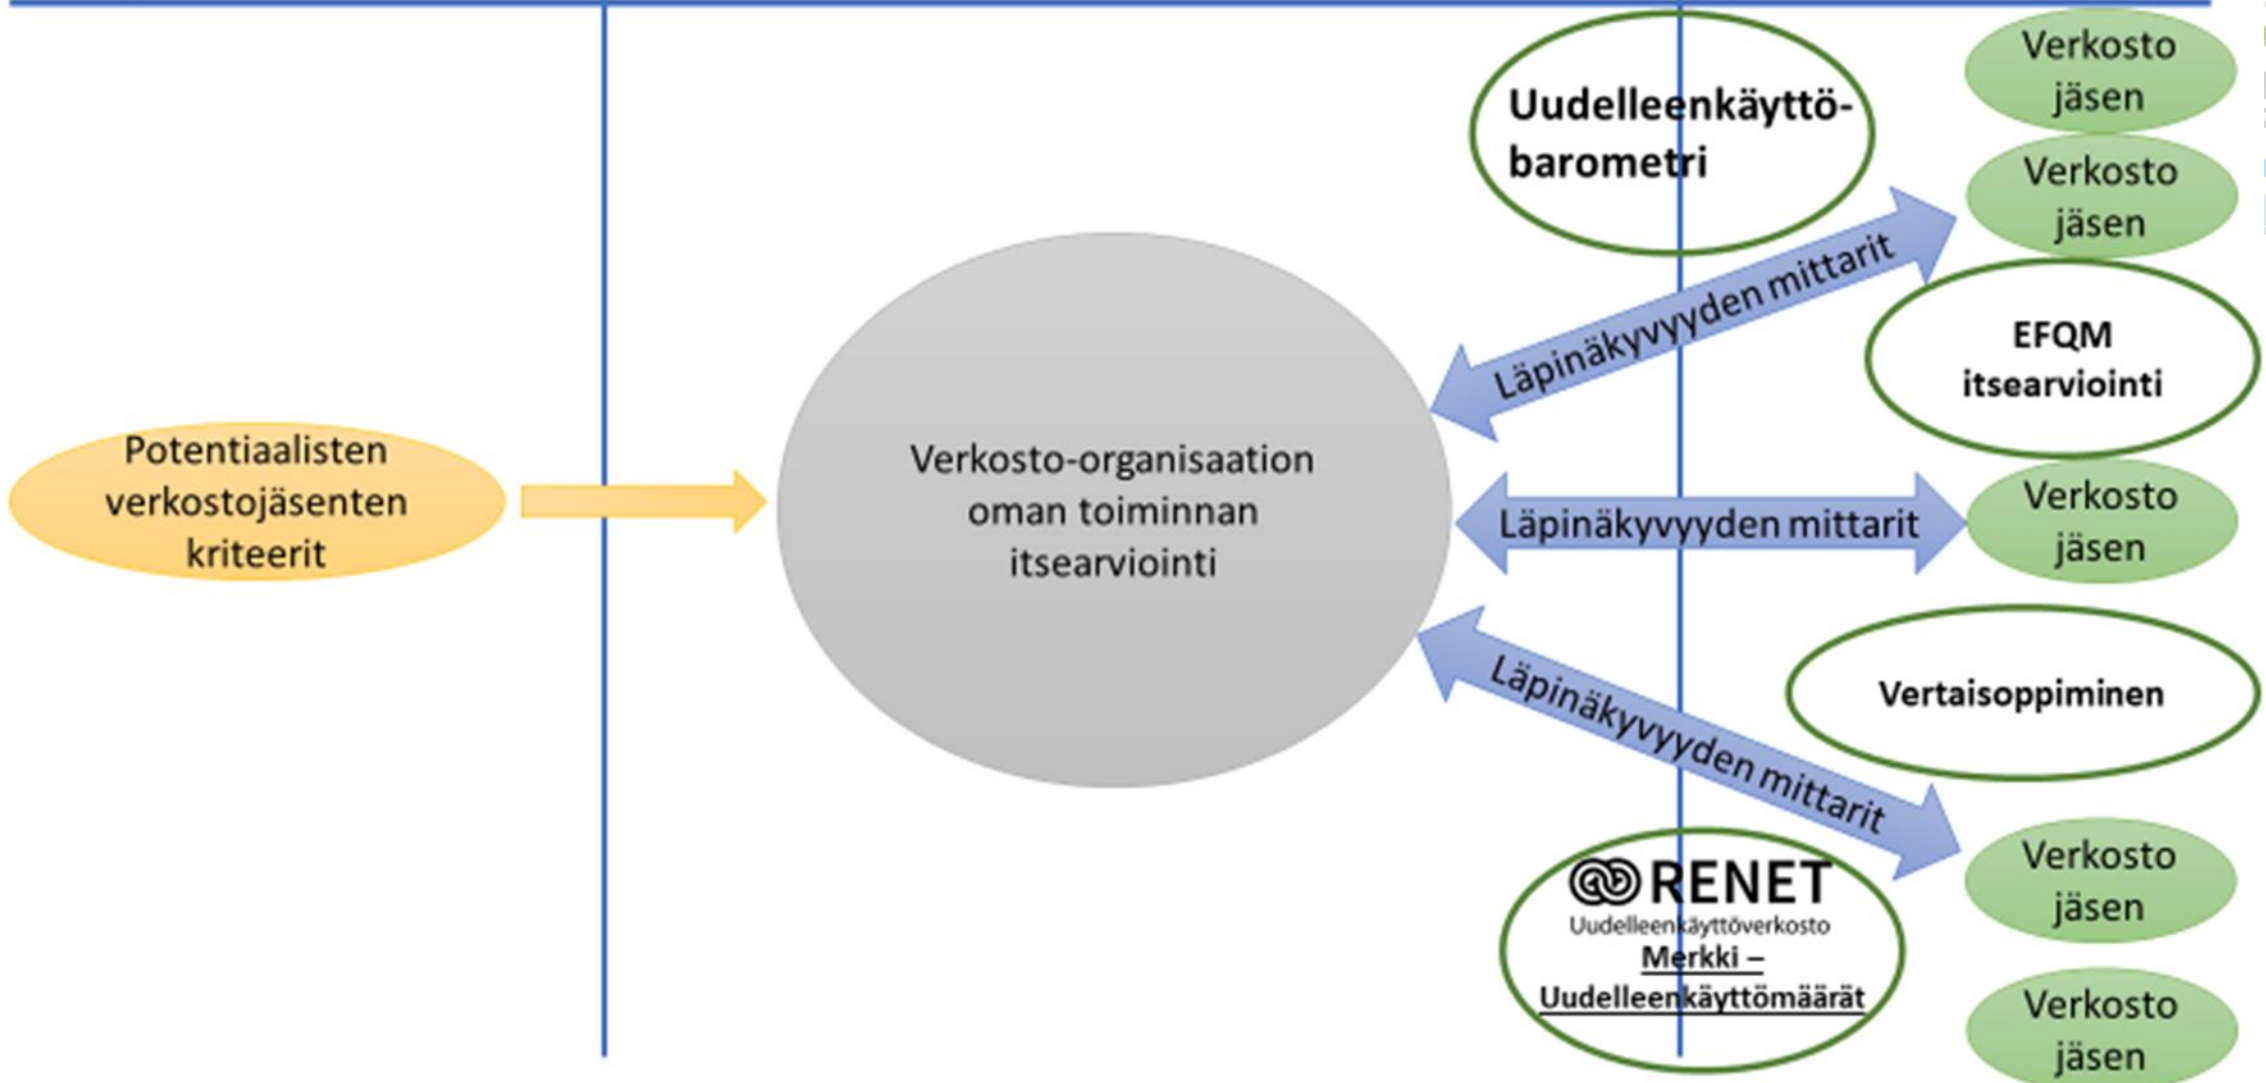 Potentiaalisten
verkostojäsenten
kriteerit
Verkosto-organisaation
oman toiminnan
itsearviointi
Uudelleenkäyttö-
barometri
Läpinäkyvyyden mittarit
Läpinäkyvyyden mittarit
Läpinäkyvyyden mittarit
RENET
Uudelleenkäyttöverkosto
Merkki –
Uudelleenkäyttömäärät
Verkosto
jäsen
Verkosto
jäsen
EFQM
itsearviointi
Verkosto
jäsen
Vertaisoppiminen
Verkosto
jäsen
Verkosto
jäsen